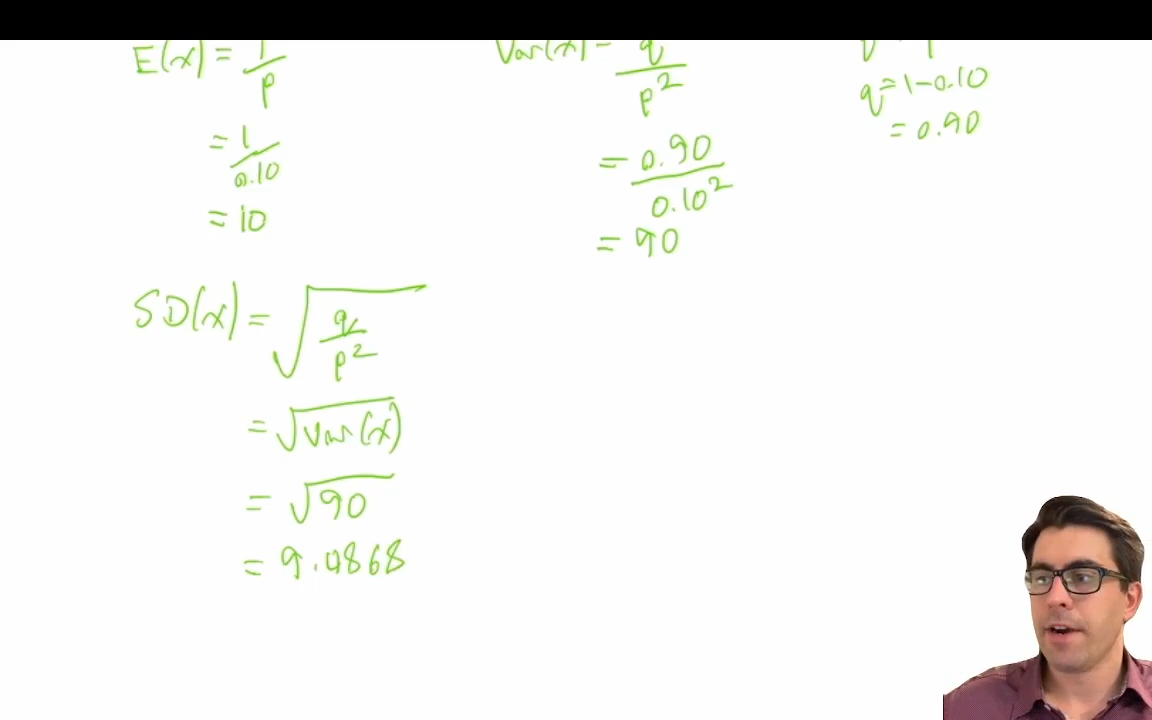 E(x) = 1/p
= 1/0.10
= 10
Var(x) = q/p²
= 0.90/0.10²
= 90
q = 1-0.10
= 0.90
SD(x) = √(q/p²)
= √Var(x)
= √90
= 9.4868